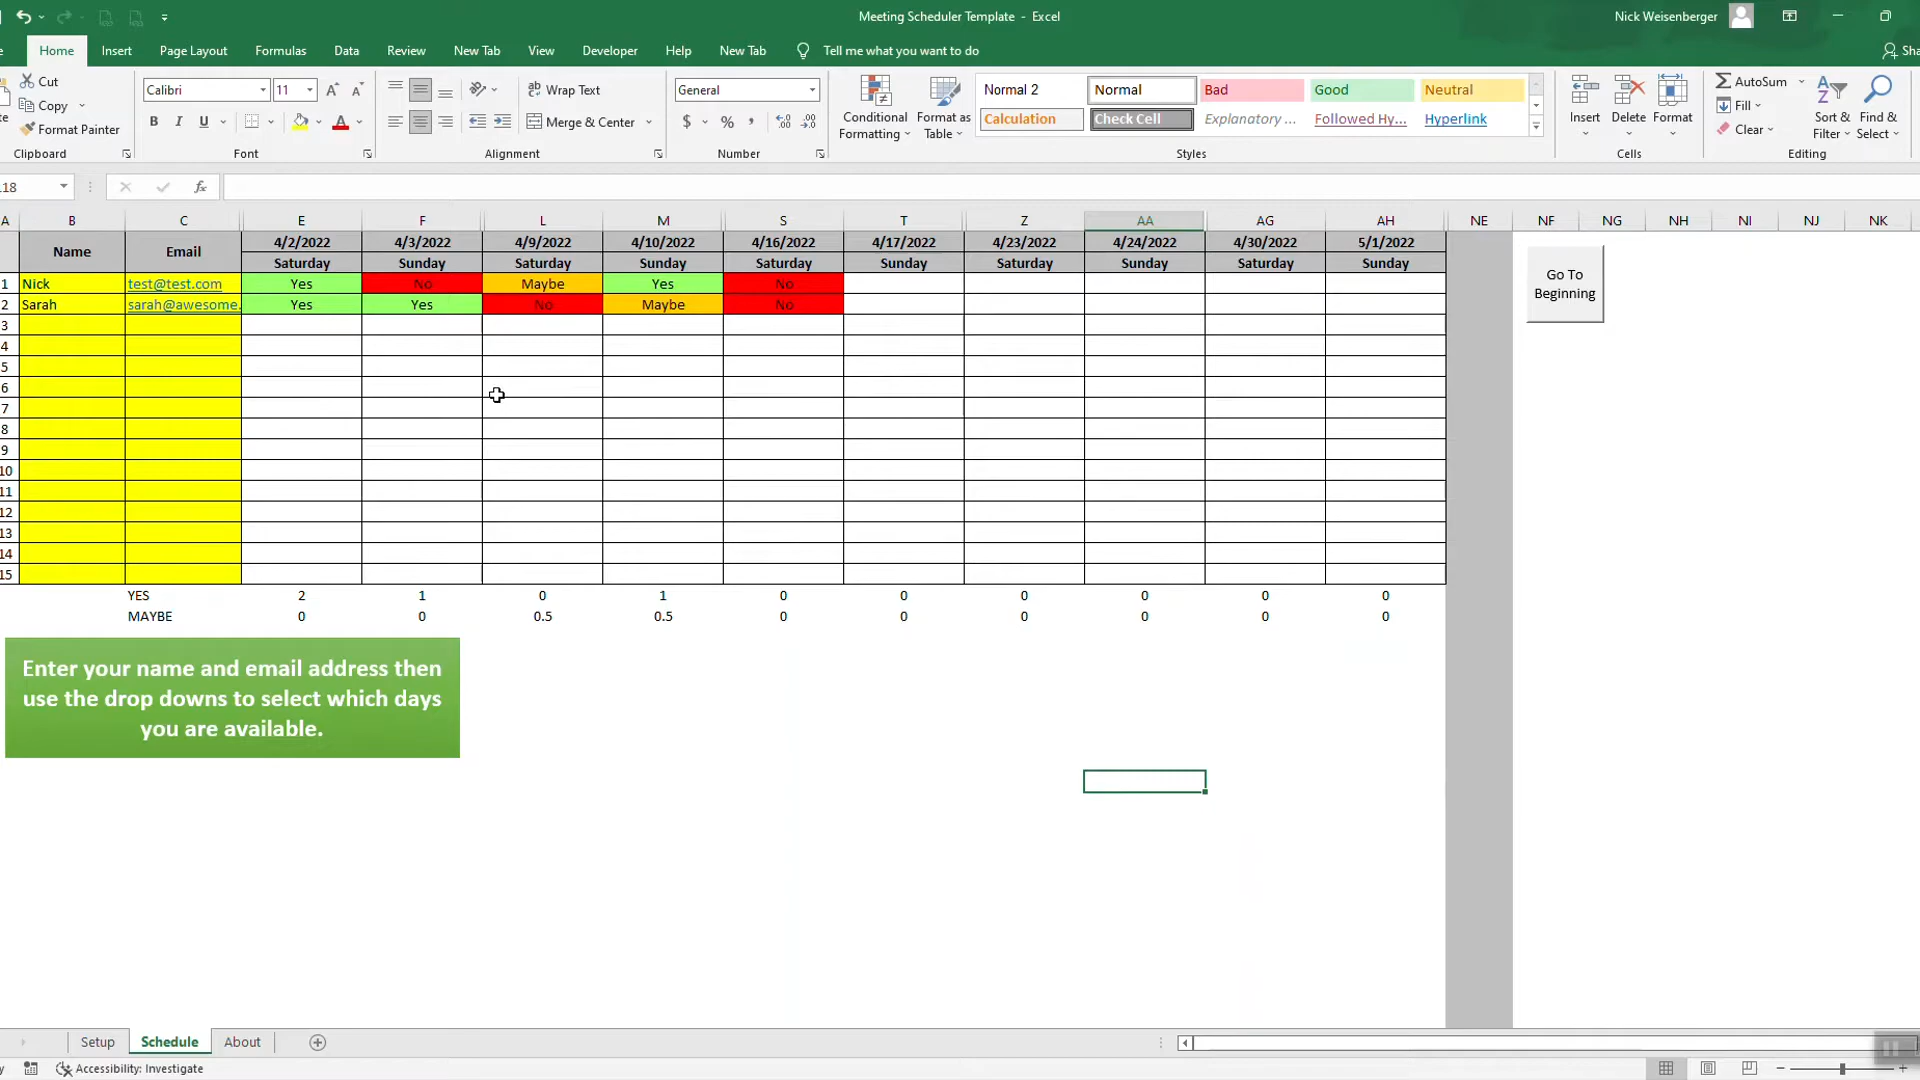 Meeting Scheduler Template - Excel
Nick Weisenberger
Home Insert Page Layout Formulas Data Review New Tab View Developer Help New Tab Tell me what you want to do
Cut
Copy
Format Painter
Clipboard
Calibri 11
B I U
Font
Wrap Text
Merge & Center
Alignment
General
$ % ,
Number
Conditional Formatting
Format as Table
Normal 2 Normal Bad Good Neutral
Calculation Check Cell Explanatory ... Followed Hy... Hyperlink
Styles
Insert Delete Format
Cells
AutoSum
Fill
Clear
Sort & Filter
Find & Select
Editing
L18 fx
A B C E F L M S T Z AA AG AH NE NF NG NH NI NJ NK
Name Email 4/2/2022 4/3/2022 4/9/2022 4/10/2022 4/16/2022 4/17/2022 4/23/2022 4/24/2022 4/30/2022 5/1/2022
Saturday Sunday Saturday Sunday Saturday Sunday Saturday Sunday Saturday Sunday
1 Nick test@test.com Yes No Maybe Yes No
2 Sarah sarah@awesome. Yes Yes No Maybe No
3
4
5
6
7
8
9
10
11
12
13
14
15
YES 2 1 0 1 0 0 0 0 0 0
MAYBE 0 0 0.5 0.5 0 0 0 0 0 0
Go To
Beginning
Enter your name and email address then
use the drop downs to select which days
you are available.
Setup Schedule About
Accessibility: Investigate